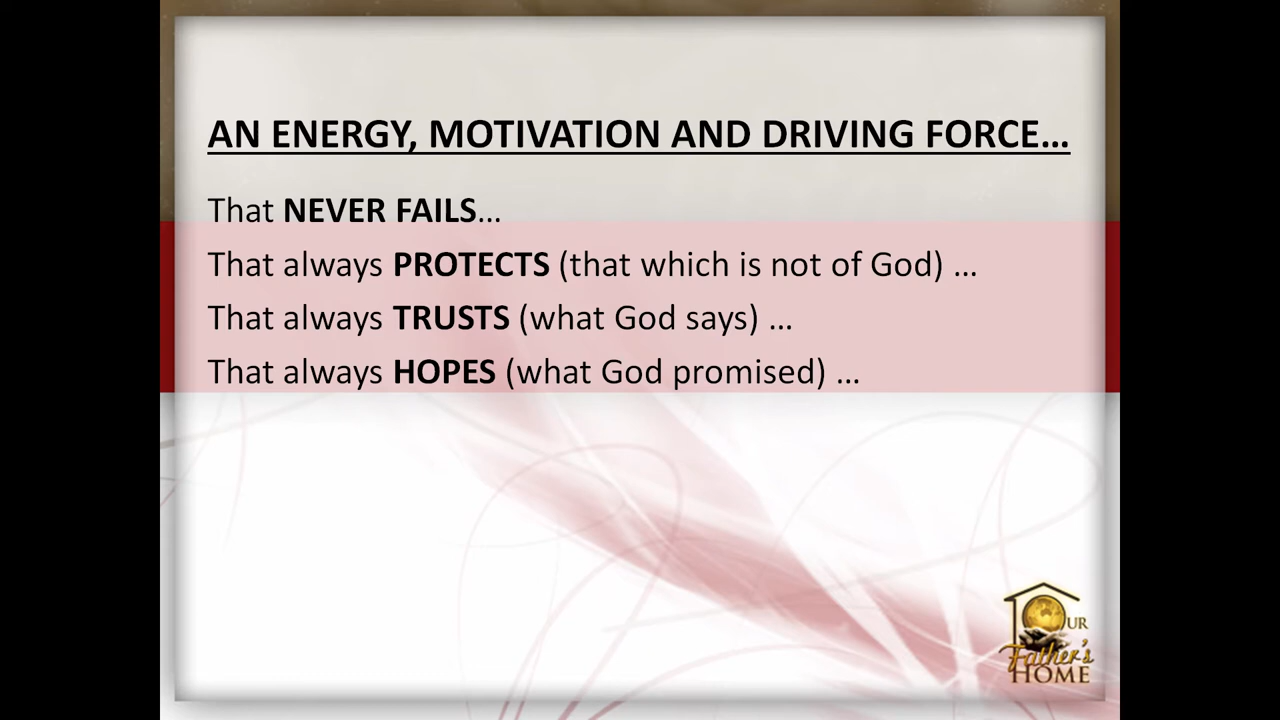 AN ENERGY, MOTIVATION AND DRIVING FORCE…
That NEVER FAILS…
That always PROTECTS (that which is not of God) …
That always TRUSTS (what God says) …
That always HOPES (what God promised) …
OUR
Father's
HOME